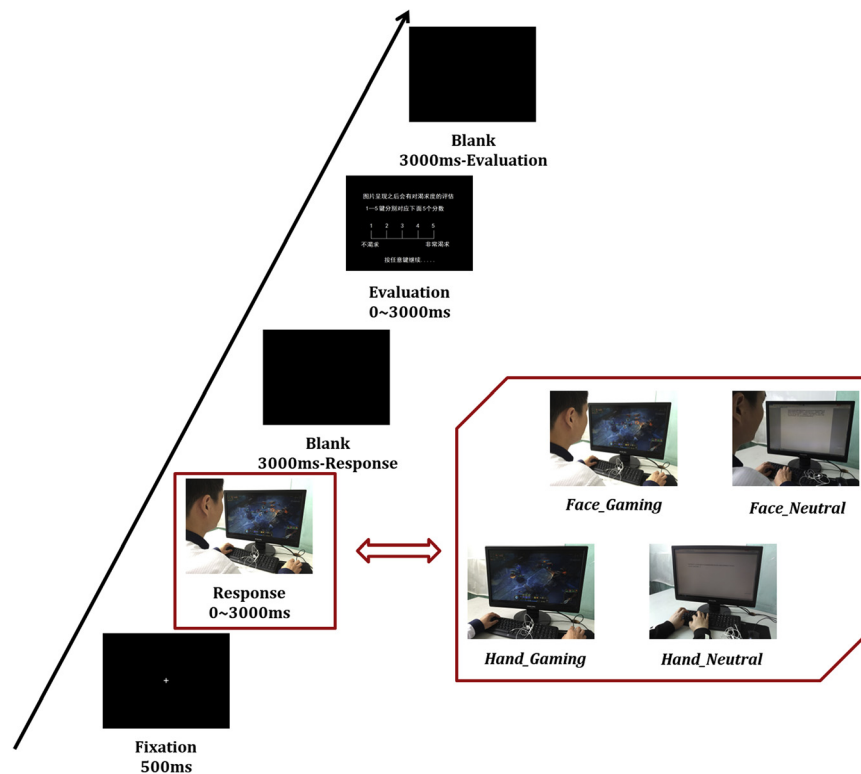 Blank
3000ms-Evaluation
图片呈现之后会有对渴求度的评估
1—5键分别对应下面5个分数
1 2 3 4 5
不渴求 非常渴求
按任意键继续.....
Evaluation
0~3000ms
Blank
3000ms-Response
Face_Gaming
Face_Neutral
Response
0~3000ms
Hand_Gaming
Hand_Neutral
Fixation
500ms